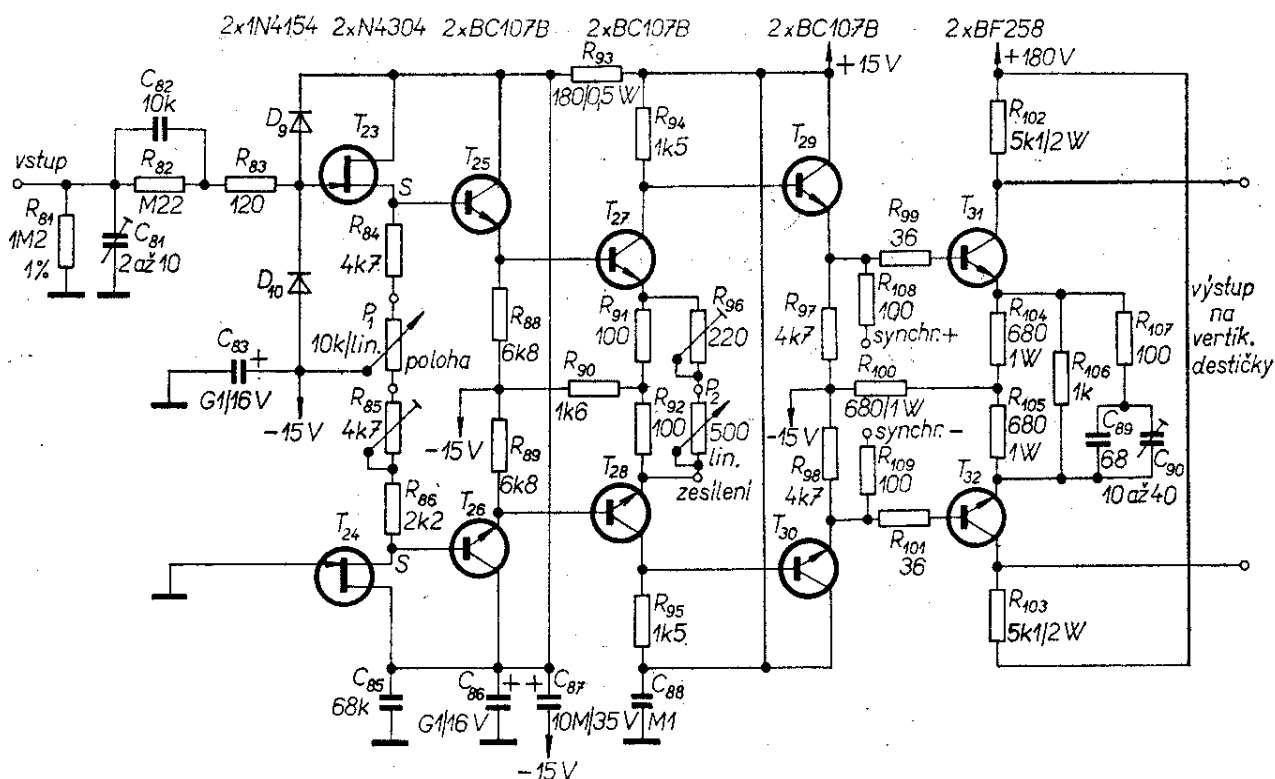 2x1N4154 2xN4304 2xBC107B 2xBC107B 2xBC107B 2xBF258
+15V
+180V
R93
180/0,5 W
C82
10k
D9
T23
R94
1k5
T29
R102
5k1/2W
vstup
R82
M22
R83
120
S
T25
R81
1M2
1%
C81
2až10
R84
4k7
T27
R99
36
T31
D10
P1
10k/lin.
poloha
R88
6k8
R91
100
R96
220
R97
4k7
R108
100
synchr.+
R104
680
1W
R107
100
výstup
na
vertik.
destičky
C83
+
G1/16V
R90
1k6
R100
680/1W
R106
1k
-15V
R85
4k7
-15V
R92
100
P2
500
lin.
zesílení
-15V
synchr.-
R105
680
1W
C89
68
C90
10až40
R89
6k8
R98
4k7
R109
100
R86
2k2
T26
T28
T32
T24
S
T30
R101
36
R95
1k5
R103
5k1/2W
C85
68k
C86
+
G1/16V
+
C87
10M/35V
C88
M1
-15V